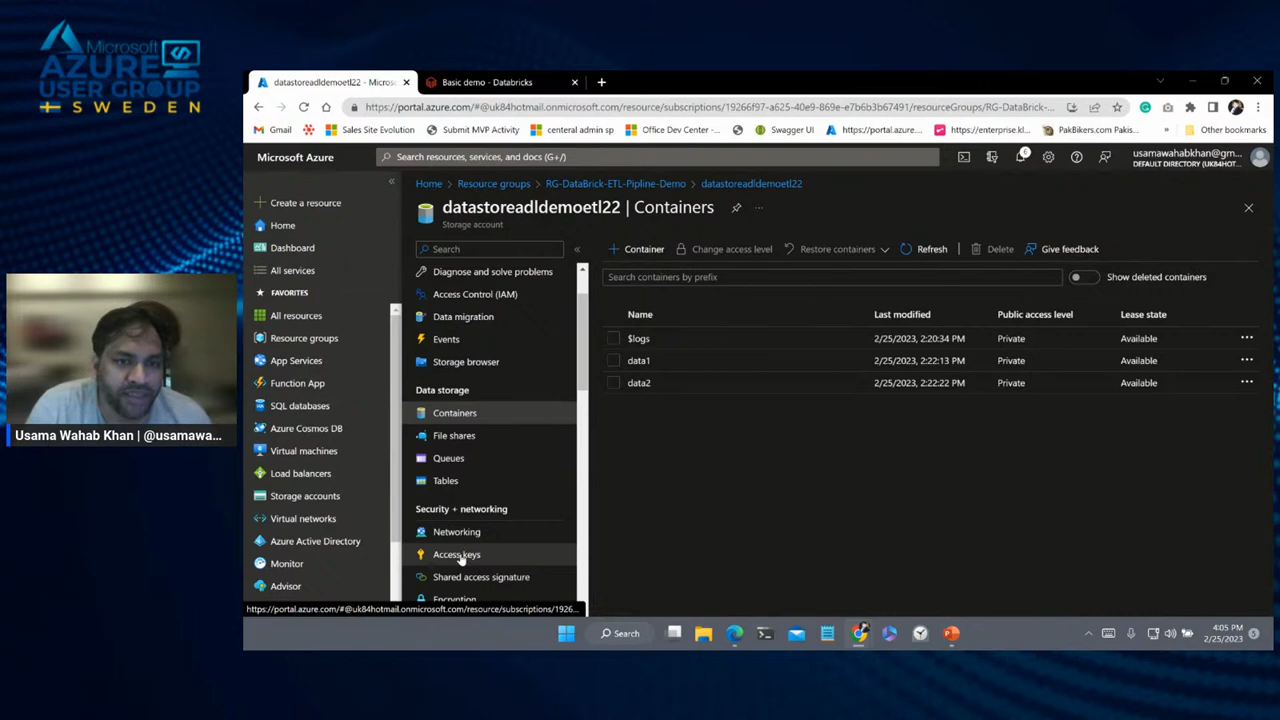 Microsoft
AZURE
USER GROUP
SWEDEN
datastoreadldemoetl22 - Micros
Basic demo - Databricks
https://portal.azure.com/#@uk84hotmail.onmicrosoft.com/resource/subscriptions/19266f97-a625-40e9-869e-e7b6b3b67491/resourceGroups/RG-DataBrick-...
Gmail
Sales Site Evolution
Submit MVP Activity
centeral admin sp
Office Dev Center -...
Swagger UI
https://portal.azure...
https://enterprise.kl...
PakBikers.com Pakis...
»
Other bookmarks
Microsoft Azure
Search resources, services, and docs (G+/)
6
usamawahabkhan@gm...
DEFAULT DIRECTORY (UK84HOT...
Create a resource
Home
Dashboard
All services
FAVORITES
All resources
Resource groups
App Services
Function App
SQL databases
Azure Cosmos DB
Virtual machines
Load balancers
Storage accounts
Virtual networks
Azure Active Directory
Monitor
Advisor
Home > Resource groups > RG-DataBrick-ETL-Pipline-Demo > datastoreadldemoetl22
datastoreadldemoetl22 | Containers
Storage account
Search
Diagnose and solve problems
Access Control (IAM)
Data migration
Events
Storage browser
Data storage
Containers
File shares
Queues
Tables
Security + networking
Networking
Access keys
Shared access signature
Encryption
Container
Change access level
Restore containers
Refresh
Delete
Give feedback
Search containers by prefix
Show deleted containers
Name Last modified Public access level Lease state
$logs 2/25/2023, 2:20:34 PM Private Available
data1 2/25/2023, 2:22:13 PM Private Available
data2 2/25/2023, 2:22:22 PM Private Available
https://portal.azure.com/#@uk84hotmail.onmicrosoft.com/resource/subscriptions/1926...
Search
4:05 PM
2/25/2023
5
Usama Wahab Khan | @usamawa...